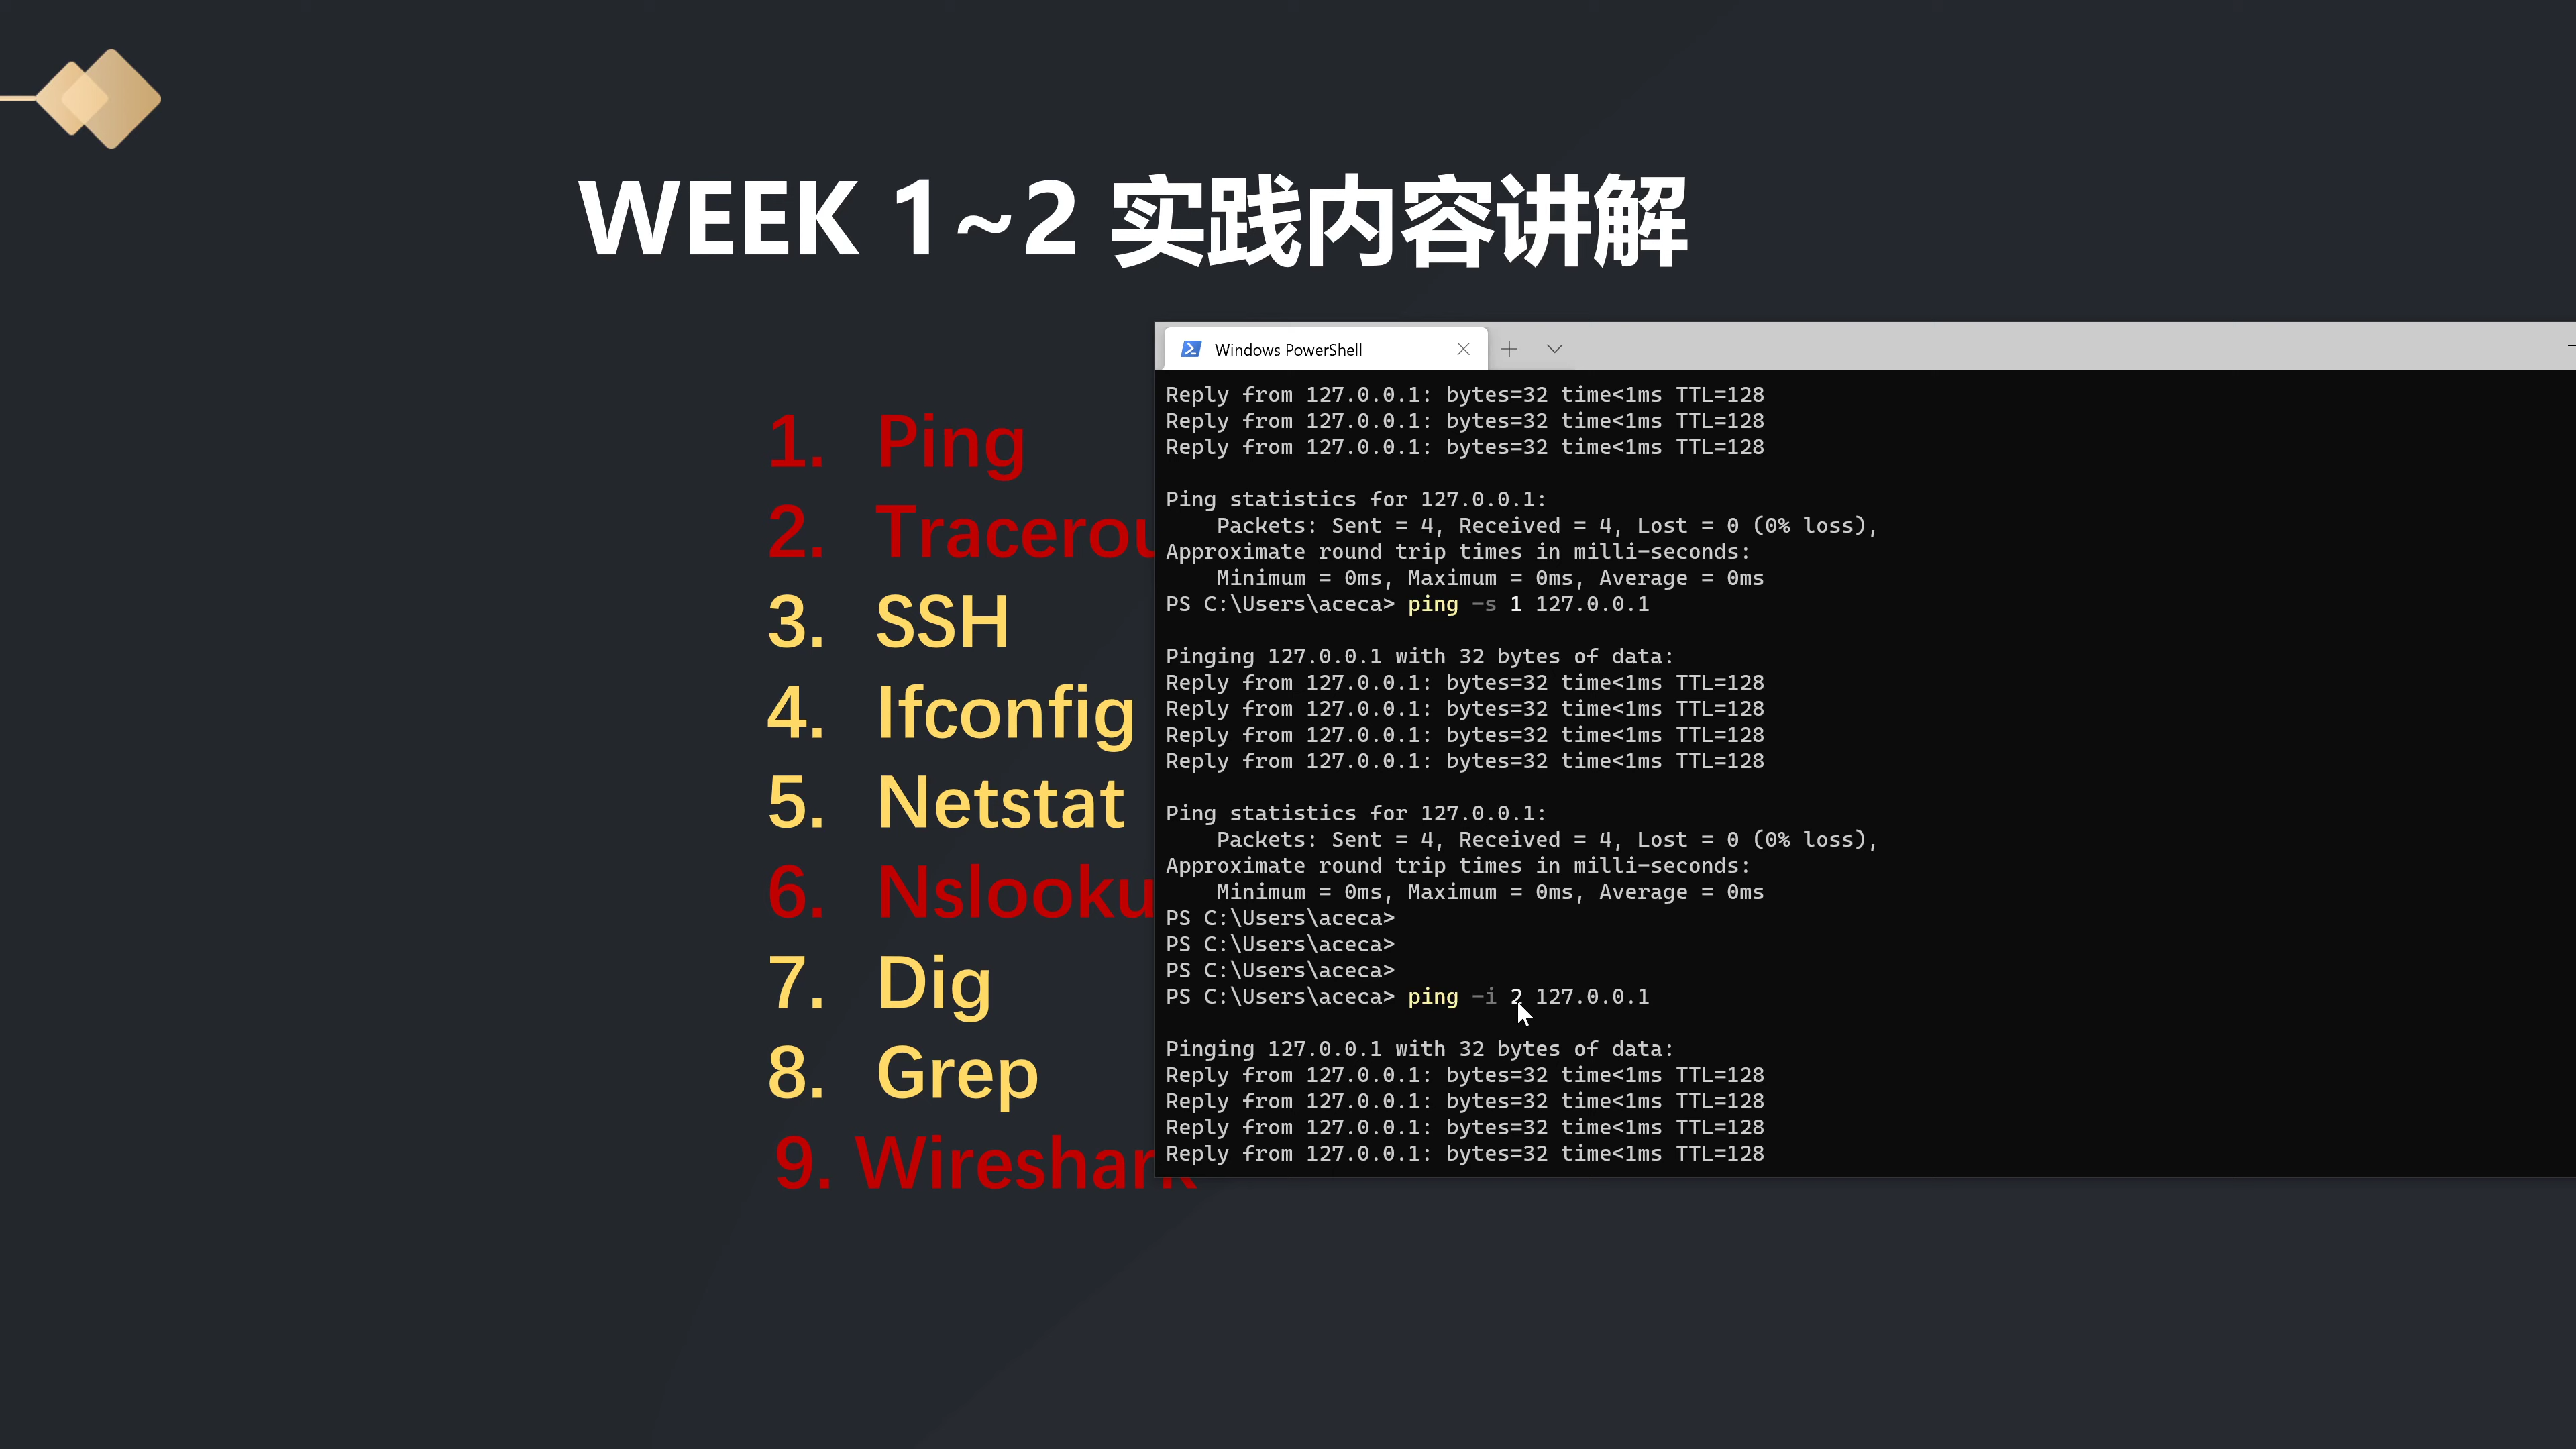 WEEK 1~2 实践内容讲解
1. Ping
2. Tracerou
3. SSH
4. Ifconfig
5. Netstat
6. Nslooku
7. Dig
8. Grep
9. Wireshark
Windows PowerShell
Reply from 127.0.0.1: bytes=32 time<1ms TTL=128
Reply from 127.0.0.1: bytes=32 time<1ms TTL=128
Reply from 127.0.0.1: bytes=32 time<1ms TTL=128
Ping statistics for 127.0.0.1:
Packets: Sent = 4, Received = 4, Lost = 0 (0% loss),
Approximate round trip times in milli-seconds:
Minimum = 0ms, Maximum = 0ms, Average = 0ms
PS C:\Users\aceca> ping -s 1 127.0.0.1
Pinging 127.0.0.1 with 32 bytes of data:
Reply from 127.0.0.1: bytes=32 time<1ms TTL=128
Reply from 127.0.0.1: bytes=32 time<1ms TTL=128
Reply from 127.0.0.1: bytes=32 time<1ms TTL=128
Reply from 127.0.0.1: bytes=32 time<1ms TTL=128
Ping statistics for 127.0.0.1:
Packets: Sent = 4, Received = 4, Lost = 0 (0% loss),
Approximate round trip times in milli-seconds:
Minimum = 0ms, Maximum = 0ms, Average = 0ms
PS C:\Users\aceca>
PS C:\Users\aceca>
PS C:\Users\aceca>
PS C:\Users\aceca> ping -i 2 127.0.0.1
Pinging 127.0.0.1 with 32 bytes of data:
Reply from 127.0.0.1: bytes=32 time<1ms TTL=128
Reply from 127.0.0.1: bytes=32 time<1ms TTL=128
Reply from 127.0.0.1: bytes=32 time<1ms TTL=128
Reply from 127.0.0.1: bytes=32 time<1ms TTL=128